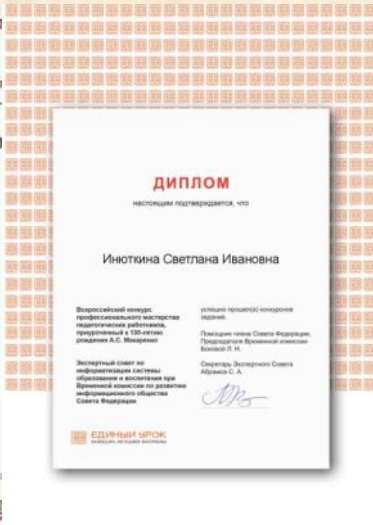 ДИПЛОМ
настоящим подтверждается, что
Инюткина Светлана Ивановна
Всероссийский конкурс
профессионального мастерства
педагогических работников,
приуроченный к 130-летию
рождения А.С. Макаренко
Экспертный совет по
информатизации системы
образования и воспитания при
Временной комиссии по развитию
информационного общества
Совета Федерации
успешно прошел(а) конкурсное
задание.
Помощник члена Совета Федерации,
Председателя Временной комиссии
Боковой Л. Н.
Секретарь Экспертного Совета
Абрамов С. А.
ЕДИНЫЙ УРОК